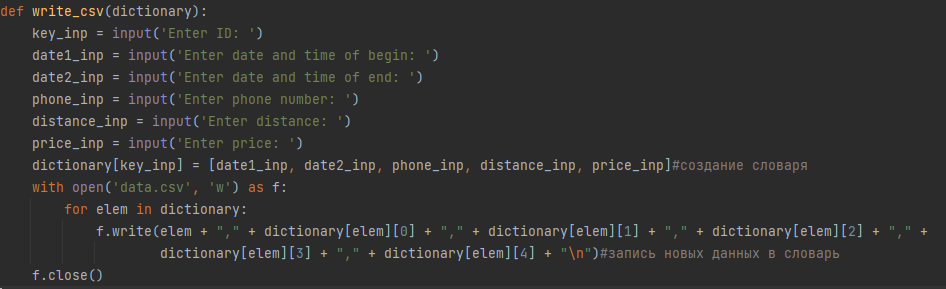 def write_csv(dictionary):
    key_inp = input('Enter ID: ')
    date1_inp = input('Enter date and time of begin: ')
    date2_inp = input('Enter date and time of end: ')
    phone_inp = input('Enter phone number: ')
    distance_inp = input('Enter distance: ')
    price_inp = input('Enter price: ')
    dictionary[key_inp] = [date1_inp, date2_inp, phone_inp, distance_inp, price_inp]#создание словаря
    with open('data.csv', 'w') as f:
        for elem in dictionary:
            f.write(elem + "," + dictionary[elem][0] + "," + dictionary[elem][1] + "," + dictionary[elem][2] + "," +
                    dictionary[elem][3] + "," + dictionary[elem][4] + "\n")#запись новых данных в словарь
    f.close()